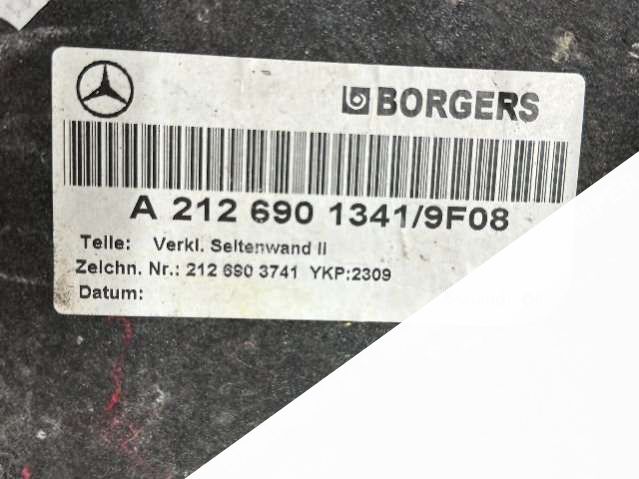 BORGERS
A 212 690 1341/9F08
Teile: Verkl. Seitenwand II
Zeichn. Nr.: 212 690 3741 YKP:2309
Datum: